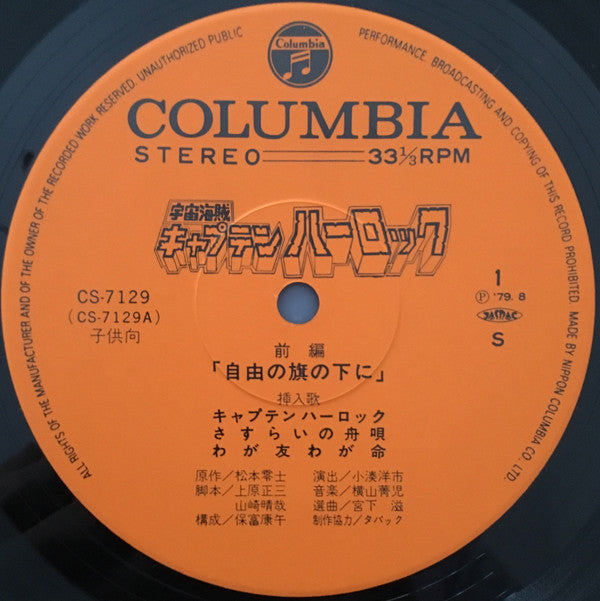 ALL RIGHTS OF THE MANUFACTURER AND OF THE OWNER OF THE RECORDED WORK RESERVED. UNAUTHORIZED PUBLIC PERFORMANCE, BROADCASTING AND COPYING OF THIS RECORD PROHIBITED MADE BY NIPPON COLUMBIA CO., LTD.
Columbia
COLUMBIA
STEREO 33⅓RPM
宇宙海賊
キャプテンハーロック
CS-7129
(CS-7129A)
子供向
1
Ⓟ '79. 8
S
前編
「自由の旗の下に」
挿入歌
キャプテンハーロック
さすらいの舟唄
わが友わが命
原作/松本零士 演出/小湊洋市
脚本/上原正三 音楽/横山菁児
山崎晴哉 選曲/宮下 滋
構成/保富康午 制作協力/タバック